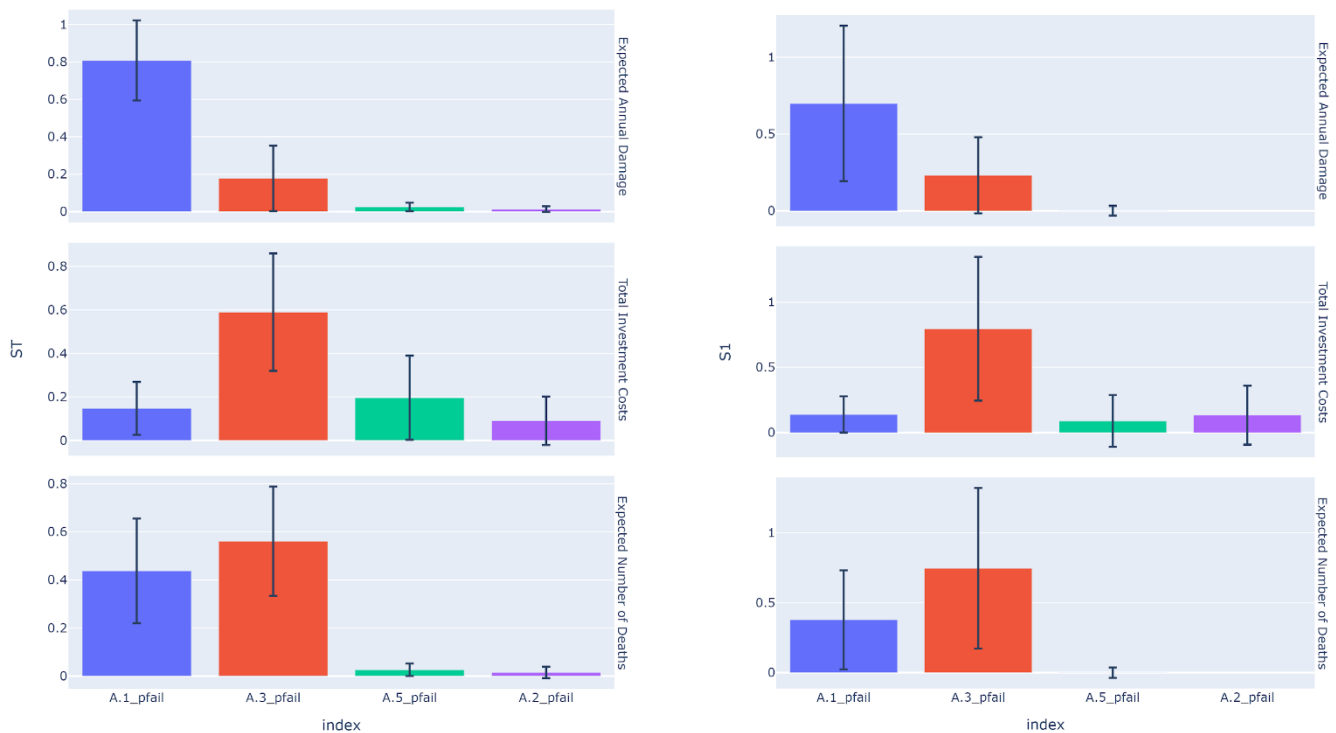 1
0.8
0.6
0.4
0.2
0
Expected Annual Damage
0.8
0.6
0.4
0.2
0
Total Investment Costs
ST
0.8
0.6
0.4
0.2
0
Expected Number of Deaths
A.1_pfail A.3_pfail A.5_pfail A.2_pfail
index
1
0.5
0
Expected Annual Damage
1
0.5
0
Total Investment Costs
S1
1
0.5
0
Expected Number of Deaths
A.1_pfail A.3_pfail A.5_pfail A.2_pfail
index